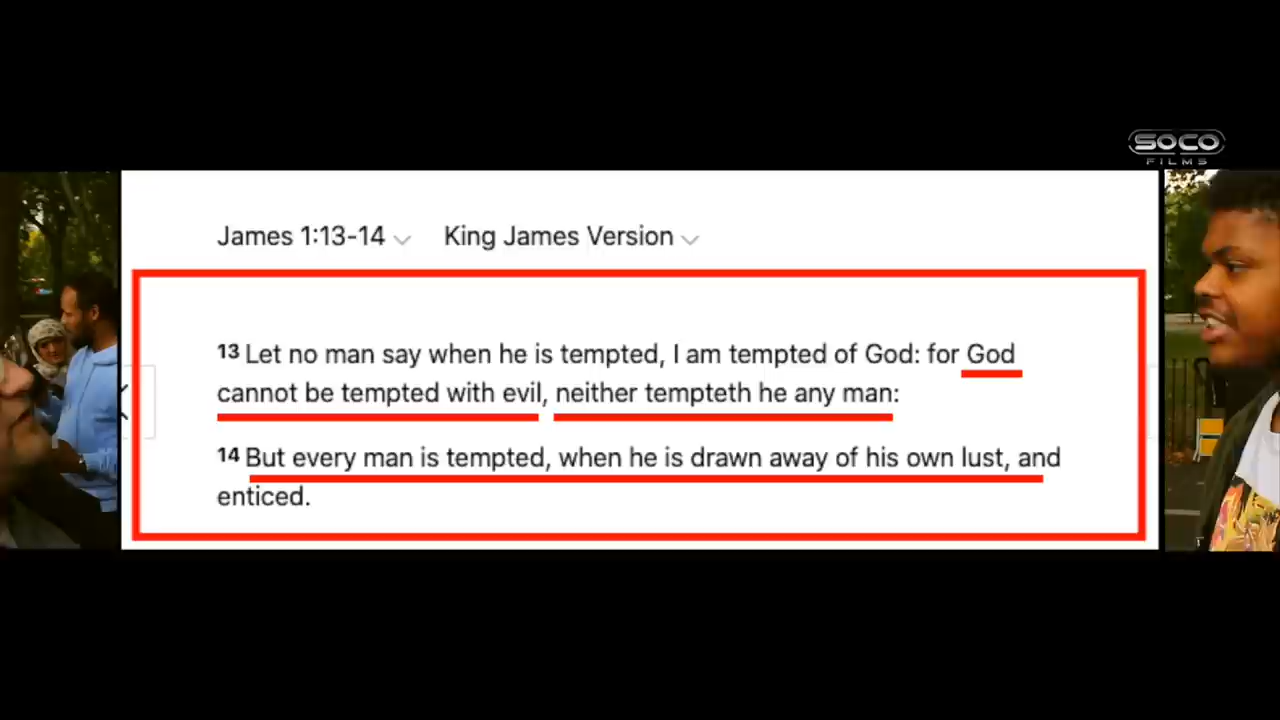 SOCO
FILMS
James 1:13-14 King James Version
13 Let no man say when he is tempted, I am tempted of God: for God
cannot be tempted with evil, neither tempteth he any man:
14 But every man is tempted, when he is drawn away of his own lust, and
enticed.